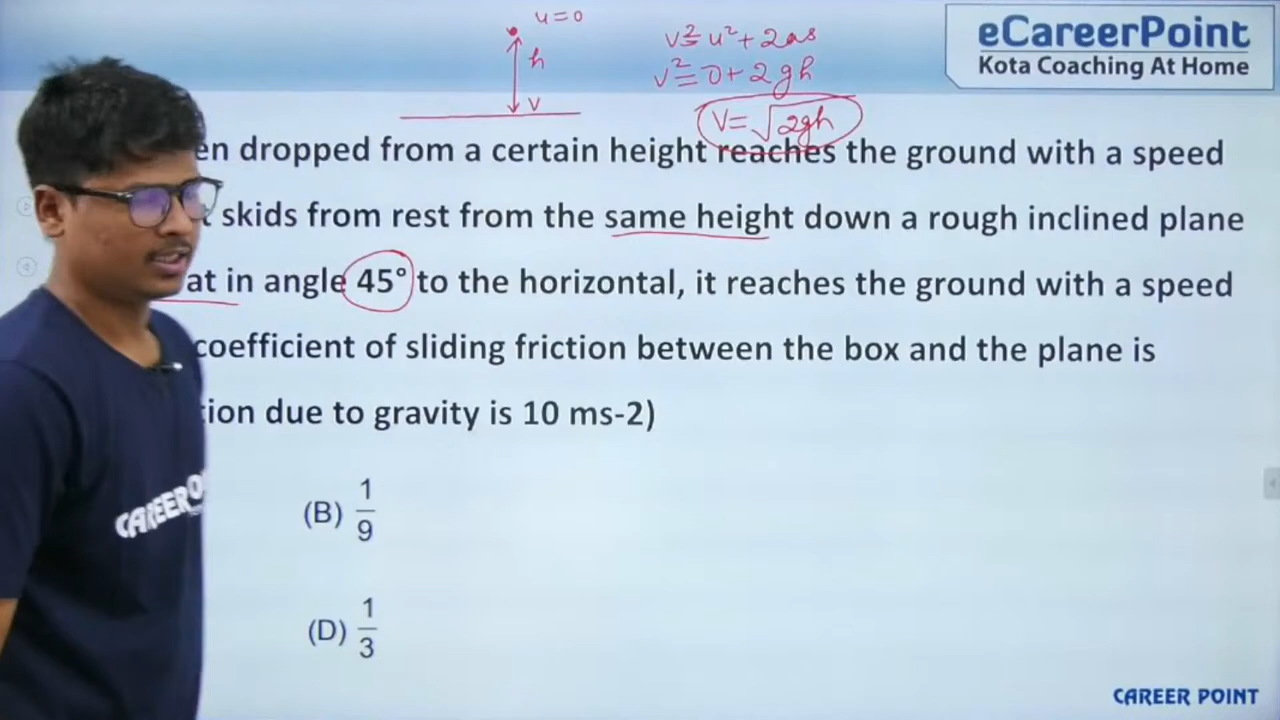 u=0
h
v
v²=u²+2as
v²=0+2gh
v=√2gh
eCareerPoint
Kota Coaching At Home
en dropped from a certain height reaches the ground with a speed
skids from rest from the same height down a rough inclined plane
at in angle 45° to the horizontal, it reaches the ground with a speed
coefficient of sliding friction between the box and the plane is
tion due to gravity is 10 ms-2)
(B) 1/9
(D) 1/3
CAREER PO
CAREER POINT